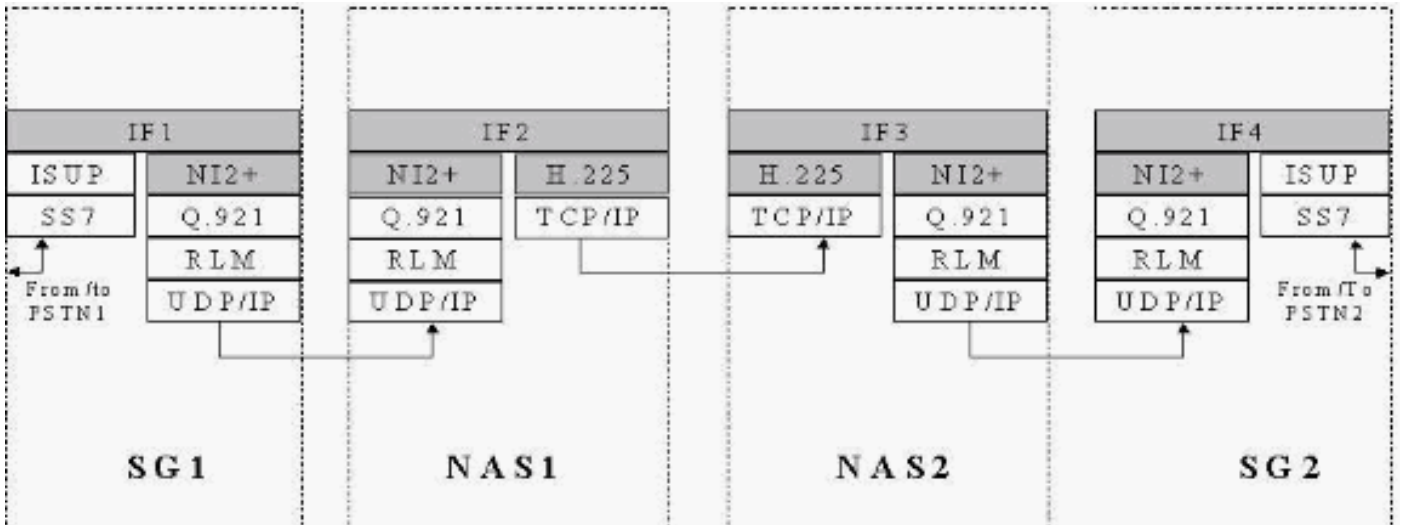 IF1 IF2 IF3 IF4
ISUP NI2+ NI2+ H.225 H.225 NI2+ NI2+ ISUP
SS7 Q.921 Q.921 TCP/IP TCP/IP Q.921 Q.921 SS7
RLM RLM RLM RLM
From/to
PSTN1
UDP/IP UDP/IP UDP/IP UDP/IP
From/To
PSTN2
SG1 NAS1 NAS2 SG2